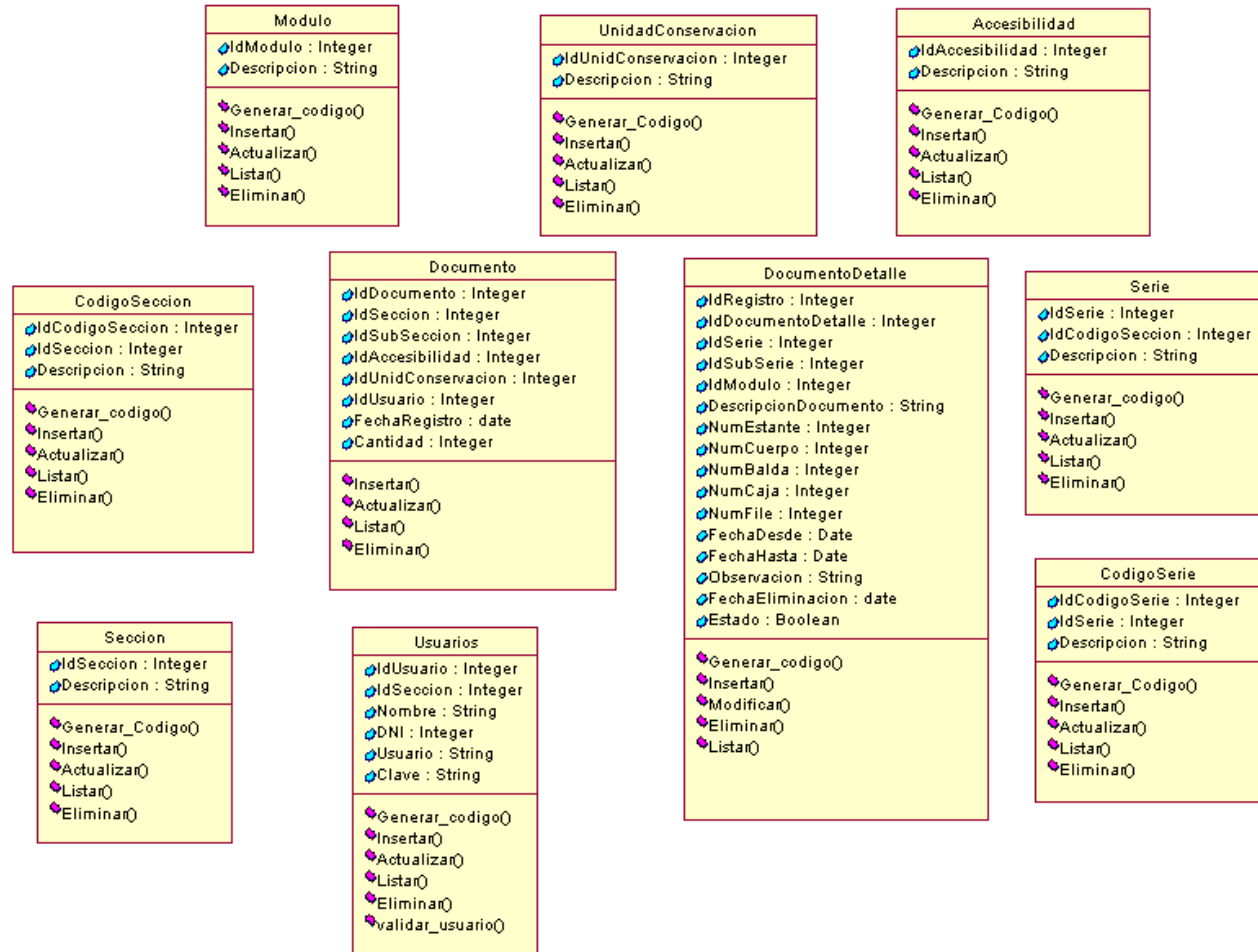 Modulo
IdModulo : Integer
Descripcion : String
Generar_codigo()
Insertar()
Actualizar()
Listar()
Eliminar()
UnidadConservacion
IdUnidConservacion : Integer
Descripcion : String
Generar_Codigo()
Insertar()
Actualizar()
Listar()
Eliminar()
Accesibilidad
IdAccesibilidad : Integer
Descripcion : String
Generar_Codigo()
Insertar()
Actualizar()
Listar()
Eliminar()
CodigoSeccion
IdCodigoSeccion : Integer
IdSeccion : Integer
Descripcion : String
Generar_codigo()
Insertar()
Actualizar()
Listar()
Eliminar()
Documento
IdDocumento : Integer
IdSeccion : Integer
IdSubSeccion : Integer
IdAccesibilidad : Integer
IdUnidConservacion : Integer
IdUsuario : Integer
FechaRegistro : date
Cantidad : Integer
Insertar()
Actualizar()
Listar()
Eliminar()
DocumentoDetalle
IdRegistro : Integer
IdDocumentoDetalle : Integer
IdSerie : Integer
IdSubSerie : Integer
IdModulo : Integer
DescripcionDocumento : String
NumEstante : Integer
NumCuerpo : Integer
NumBalda : Integer
NumCaja : Integer
NumFile : Integer
FechaDesde : Date
FechaHasta : Date
Observacion : String
FechaEliminacion : date
Estado : Boolean
Generar_codigo()
Insertar()
Modificar()
Eliminar()
Listar()
Serie
IdSerie : Integer
IdCodigoSeccion : Integer
Descripcion : String
Generar_codigo()
Insertar()
Actualizar()
Listar()
Eliminar()
Seccion
IdSeccion : Integer
Descripcion : String
Generar_Codigo()
Insertar()
Actualizar()
Listar()
Eliminar()
Usuarios
IdUsuario : Integer
IdSeccion : Integer
Nombre : String
DNI : Integer
Usuario : String
Clave : String
Generar_codigo()
Insertar()
Actualizar()
Listar()
Eliminar()
validar_usuario()
CodigoSerie
IdCodigoSerie : Integer
IdSerie : Integer
Descripcion : String
Generar_Codigo()
Insertar()
Actualizar()
Listar()
Eliminar()